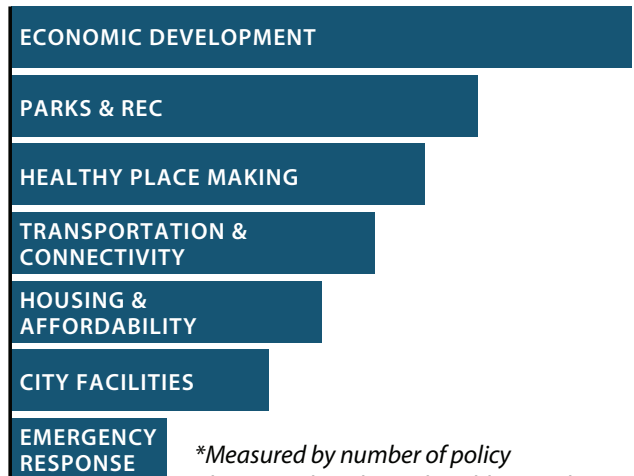 ECONOMIC DEVELOPMENT
PARKS & REC
HEALTHY PLACE MAKING
TRANSPORTATION &
CONNECTIVITY
HOUSING &
AFFORDABILITY
CITY FACILITIES
EMERGENCY
RESPONSE
*Measured by number of policy